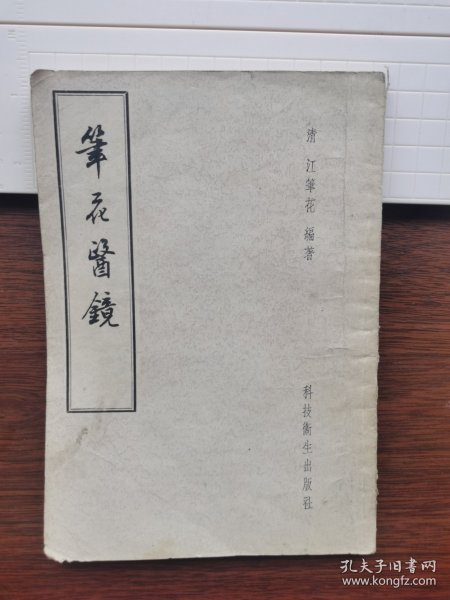 筆花醫鏡
清 江筆花 編著
科技衛生出版社
孔夫子旧书网
www.kongfz.com